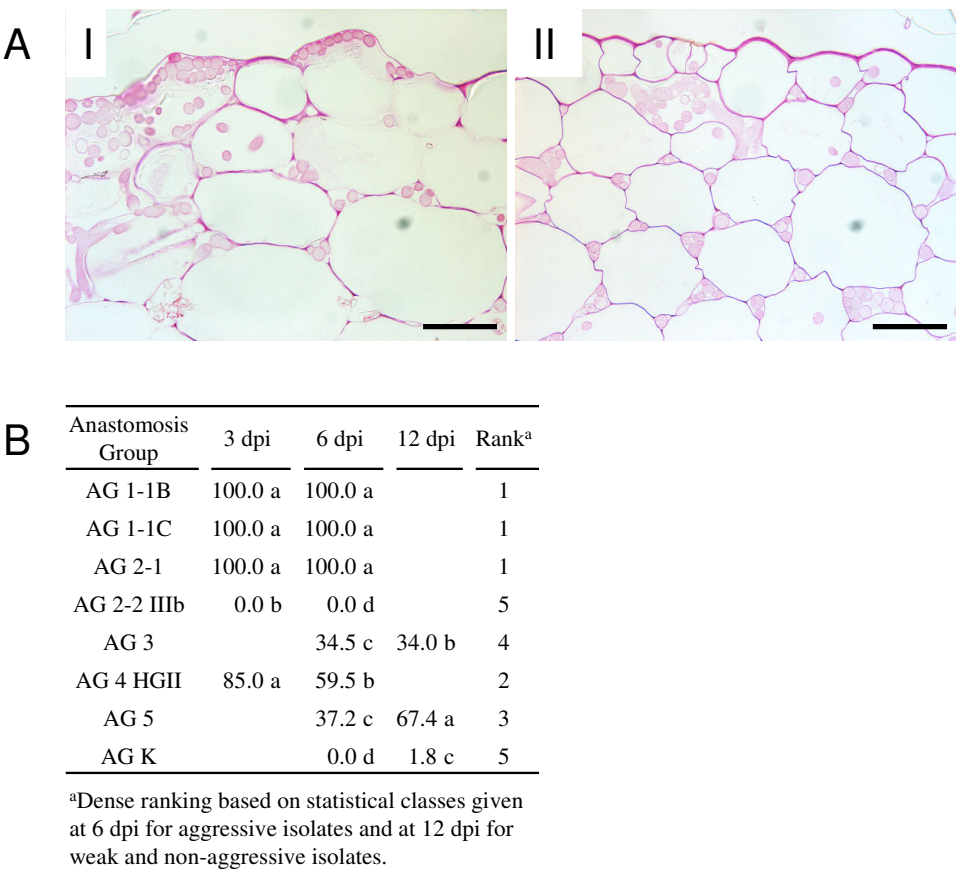 A
I
II
B
Anastomosis Group 3 dpi 6 dpi 12 dpi Rankᵃ
AG 1-1B 100.0 a 100.0 a 1
AG 1-1C 100.0 a 100.0 a 1
AG 2-1 100.0 a 100.0 a 1
AG 2-2 IIIb 0.0 b 0.0 d 5
AG 3 34.5 c 34.0 b 4
AG 4 HGII 85.0 a 59.5 b 2
AG 5 37.2 c 67.4 a 3
AG K 0.0 d 1.8 c 5
ᵃDense ranking based on statistical classes given
at 6 dpi for aggressive isolates and at 12 dpi for
weak and non-aggressive isolates.